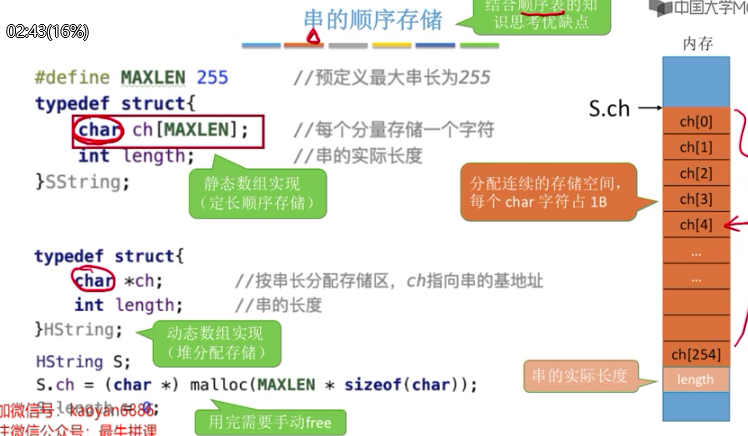 02:43(16%)
串的顺序存储
结合顺序表的知
识思考优缺点
中国大学M
#define MAXLEN 255 //预定义最大串长为255
typedef struct{
char ch[MAXLEN]; //每个分量存储一个字符
int length; //串的实际长度
}SString;
静态数组实现
（定长顺序存储）
分配连续的存储空间，
每个 char 字符占 1B
typedef struct{
char *ch; //按串长分配存储区，ch指向串的基地址
int length; //串的长度
}HString;
动态数组实现
（堆分配存储）
HString S;
S.ch = (char *) malloc(MAXLEN * sizeof(char));
S.length = 0;
用完需要手动free
加微信号：kaoyan6886
注微信公众号：最牛拼课
内存
S.ch
ch[0]
ch[1]
ch[2]
ch[3]
ch[4]
...
...
ch[254]
length
串的实际长度